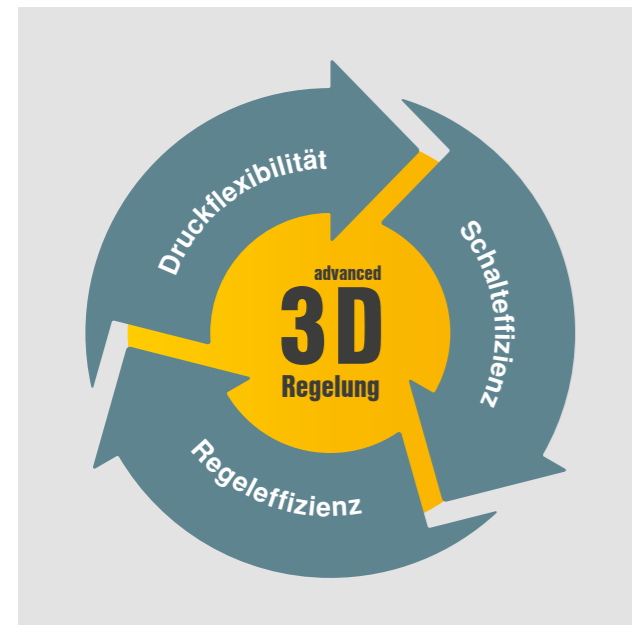 Druckflexibilität
Schalteffizienz
advanced
3D
Regelung
Regeleffizienz